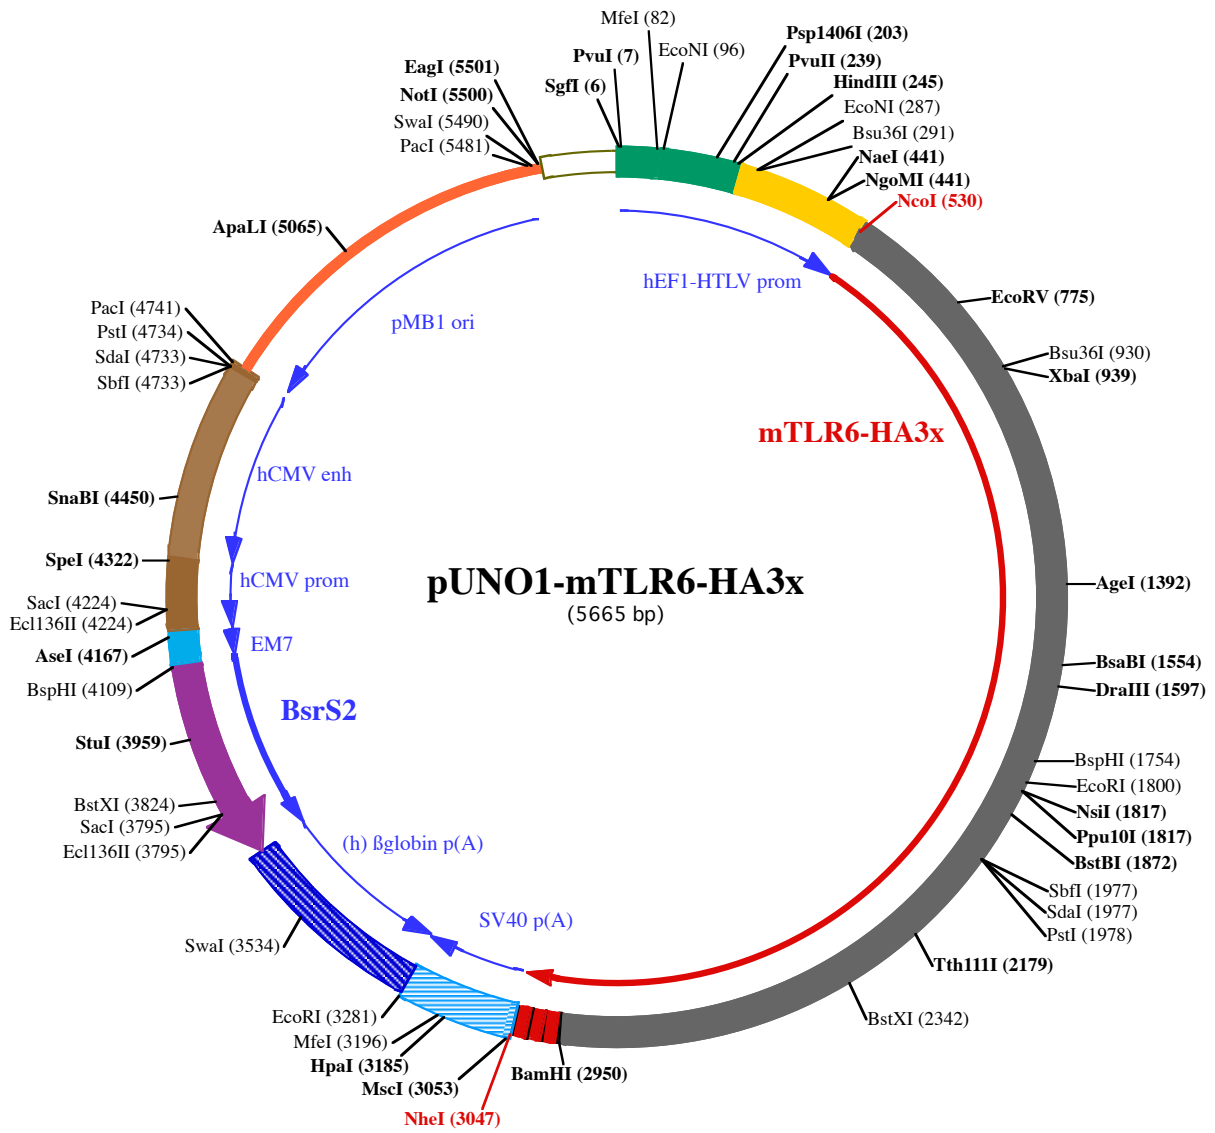 MfeI (82)
PvuI (7)
EcoNI (96)
SgfI (6)
Psp1406I (203)
PvuII (239)
HindIII (245)
EcoNI (287)
Bsu36I (291)
NaeI (441)
NgoMI (441)
NcoI (530)
EagI (5501)
NotI (5500)
SwaI (5490)
PacI (5481)
ApaLI (5065)
hEF1-HTLV prom
pMB1 ori
EcoRV (775)
Bsu36I (930)
XbaI (939)
PacI (4741)
PstI (4734)
SdaI (4733)
SbfI (4733)
mTLR6-HA3x
hCMV enh
SnaBI (4450)
SpeI (4322)
hCMV prom
pUNO1-mTLR6-HA3x
(5665 bp)
AgeI (1392)
SacI (4224)
Ecl136II (4224)
AseI (4167)
BspHI (4109)
EM7
BsrS2
BsaBI (1554)
DraIII (1597)
StuI (3959)
BspHI (1754)
EcoRI (1800)
NsiI (1817)
Ppu10I (1817)
BstBI (1872)
BstXI (3824)
SacI (3795)
Ecl136II (3795)
(h) ßglobin p(A)
SbfI (1977)
SdaI (1977)
PstI (1978)
SV40 p(A)
SwaI (3534)
Tth111I (2179)
BstXI (2342)
EcoRI (3281)
MfeI (3196)
HpaI (3185)
MscI (3053)
BamHI (2950)
NheI (3047)